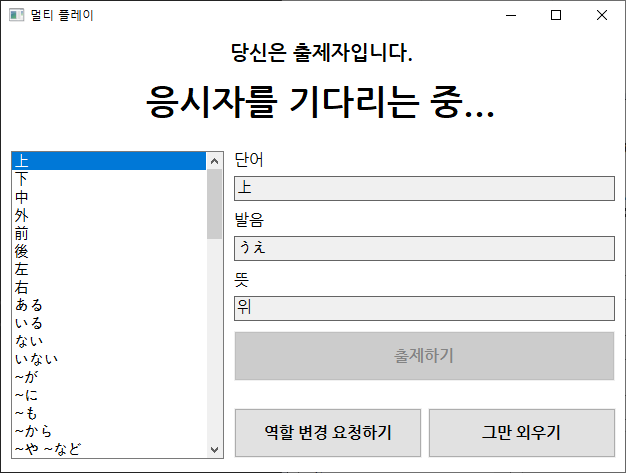 멀티 플레이
당신은 출제자입니다.
응시자를 기다리는 중...
上
下
中
外
前
後
左
右
ある
いる
ない
いない
~が
~に
~も
~から
~や ~など
단어
上
발음
うえ
뜻
위
출제하기
역할 변경 요청하기
그만 외우기